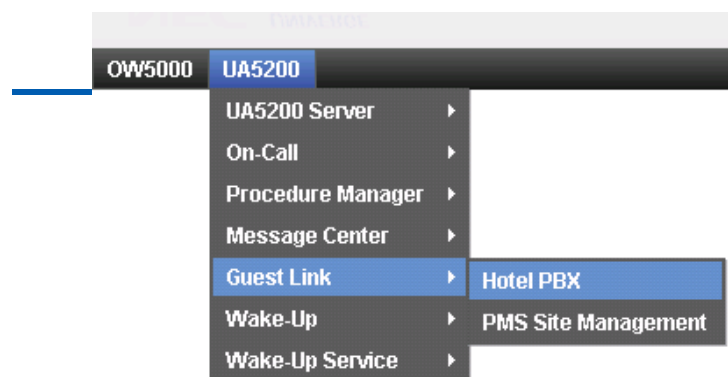 OW5000 UA5200
UA5200 Server
On-Call
Procedure Manager
Message Center
Guest Link
Hotel PBX
Wake-Up
PMS Site Management
Wake-Up Service